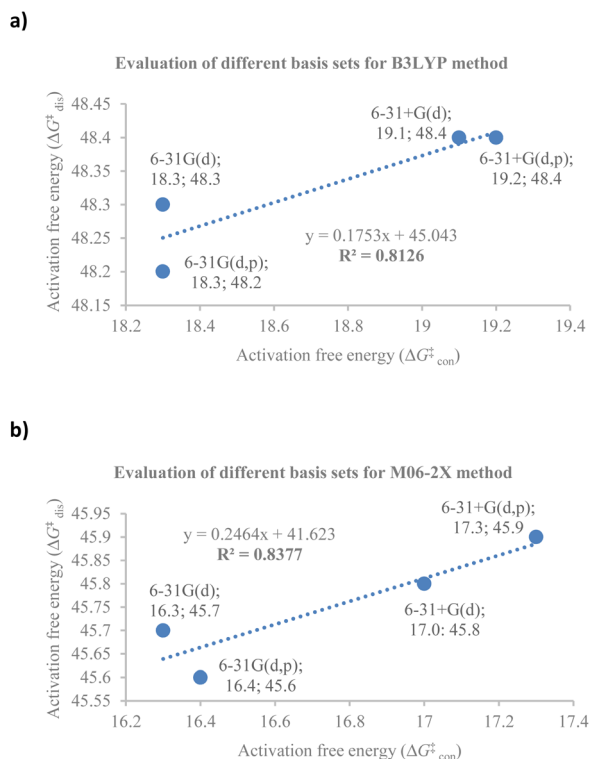 a)
Evaluation of different basis sets for B3LYP method
Activation free energy (ΔG‡dis)
48.45
48.4
48.35
48.3
48.25
48.2
48.15
6-31+G(d);
19.1; 48.4
6-31G(d);
18.3; 48.3
6-31+G(d,p);
19.2; 48.4
y = 0.1753x + 45.043
R² = 0.8126
6-31G(d,p);
18.3; 48.2
18.2 18.4 18.6 18.8 19 19.2 19.4
Activation free energy (ΔG‡con)
b)
Evaluation of different basis sets for M06-2X method
Activation free energy (ΔG‡dis)
45.95
45.9
45.85
45.8
45.75
45.7
45.65
45.6
45.55
6-31+G(d,p);
17.3; 45.9
y = 0.2464x + 41.623
R² = 0.8377
6-31G(d);
16.3; 45.7
6-31+G(d);
17.0: 45.8
6-31G(d,p);
16.4; 45.6
16.2 16.4 16.6 16.8 17 17.2 17.4
Activation free energy (ΔG‡con)